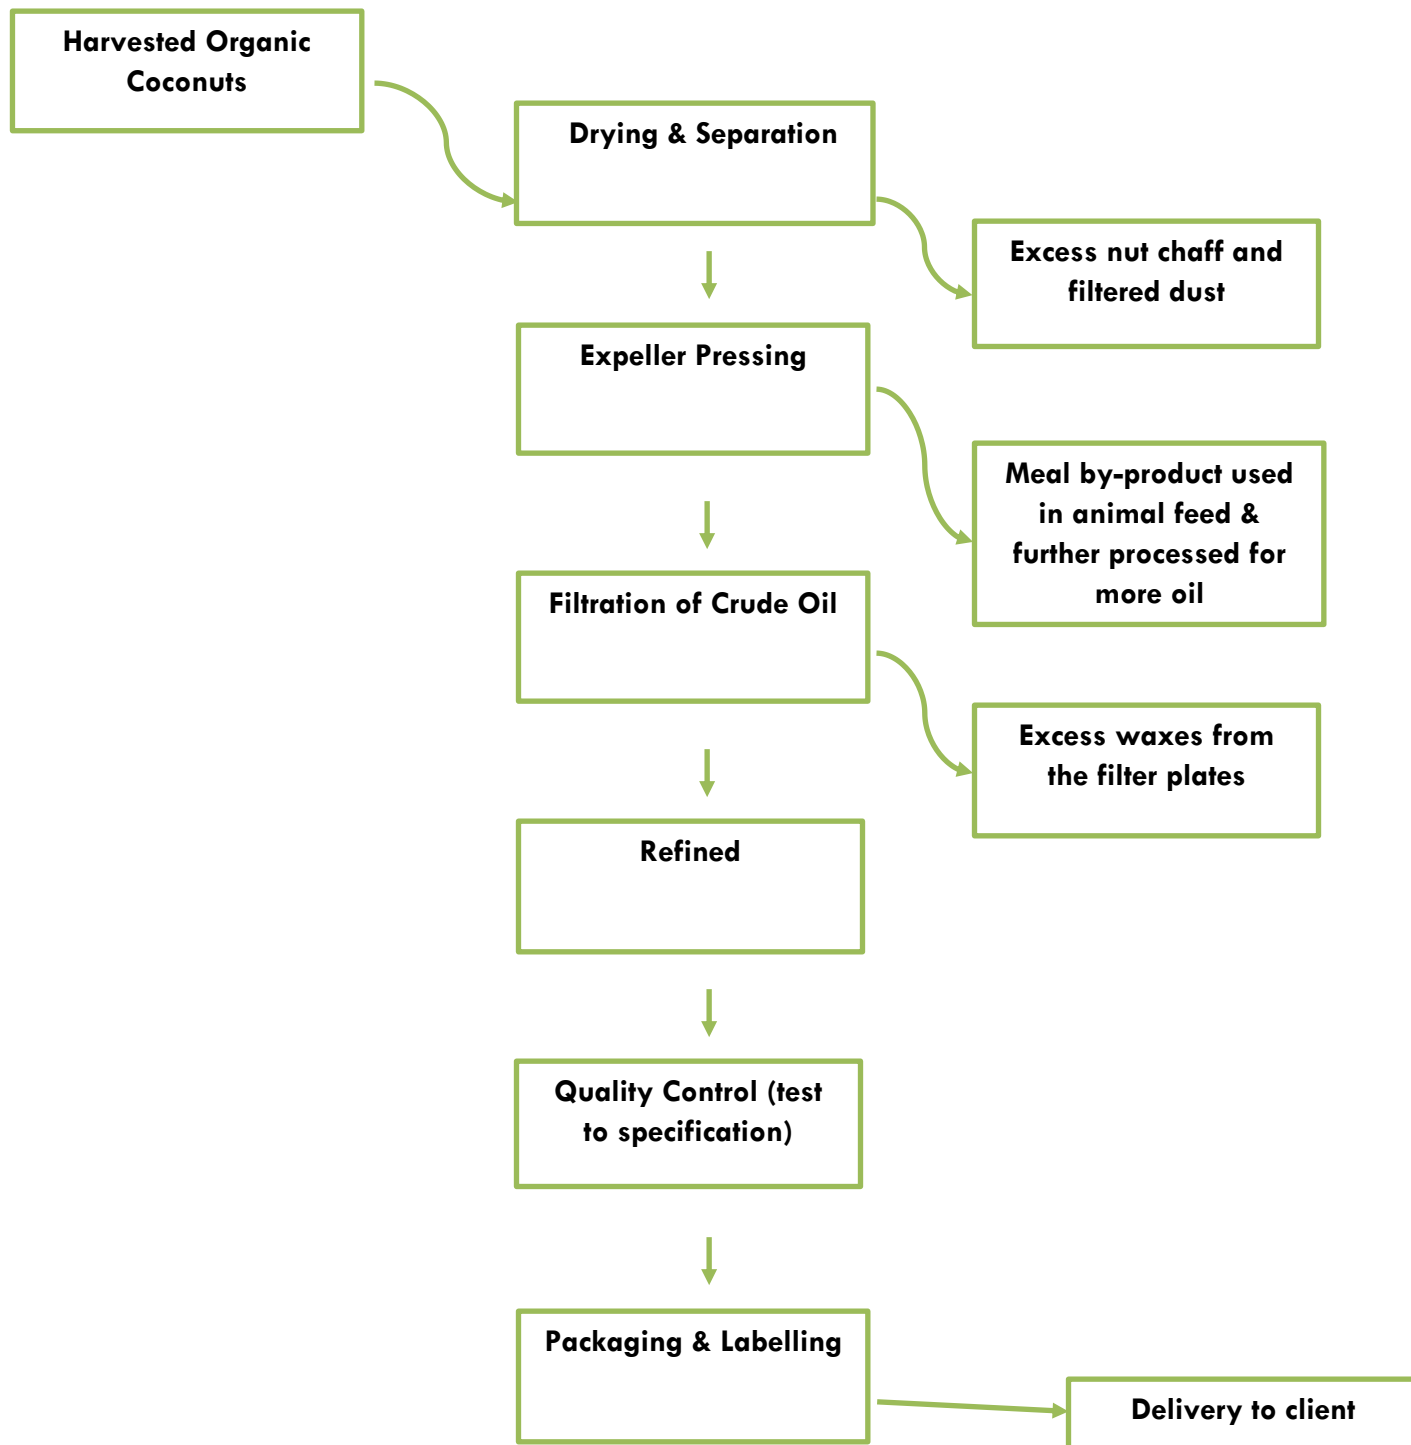 Harvested Organic
Coconuts
Drying & Separation
Excess nut chaff and
filtered dust
Expeller Pressing
Meal by-product used
in animal feed &
further processed for
more oil
Filtration of Crude Oil
Excess waxes from
the filter plates
Refined
Quality Control (test
to specification)
Packaging & Labelling
Delivery to client